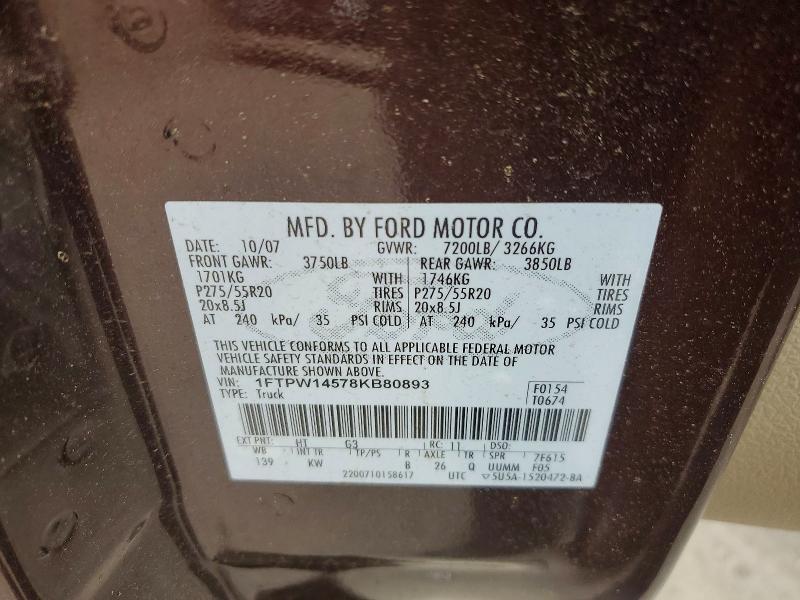 MFD. BY FORD MOTOR CO.
DATE: 10/07 GVWR: 7200LB/ 3266KG
FRONT GAWR: 3750LB REAR GAWR: 3850LB
1701KG WITH 1746KG WITH
P275/55R20 TIRES P275/55R20 TIRES
20x8.5J RIMS 20x8.5J RIMS
AT 240 kPa/ 35 PSI COLD AT 240 kPa/ 35 PSI COLD
THIS VEHICLE CONFORMS TO ALL APPLICABLE FEDERAL MOTOR
VEHICLE SAFETY STANDARDS IN EFFECT ON THE DATE OF
MANUFACTURE SHOWN ABOVE.
VIN: 1FTPW14578KB80893 F0154
TYPE: Truck T0674
EXT PNT: HT G3 RC: 11 DSO:
WB INT TR TP/PS R AXLE TR SPR 7F615
139 KW B 26 Q UUMM F05
2200710158617 UTC ▽5U5A-1520472-BA